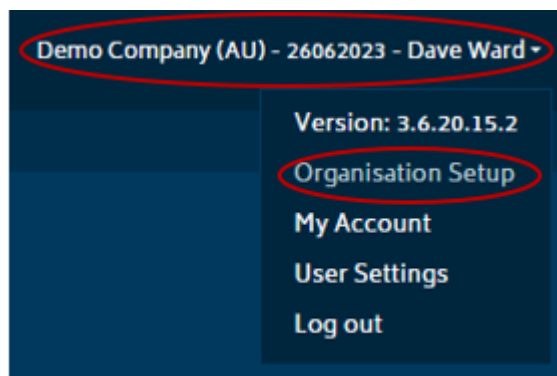 Demo Company (AU) - 26062023 - Dave Ward
Version: 3.6.20.15.2
Organisation Setup
My Account
User Settings
Log out